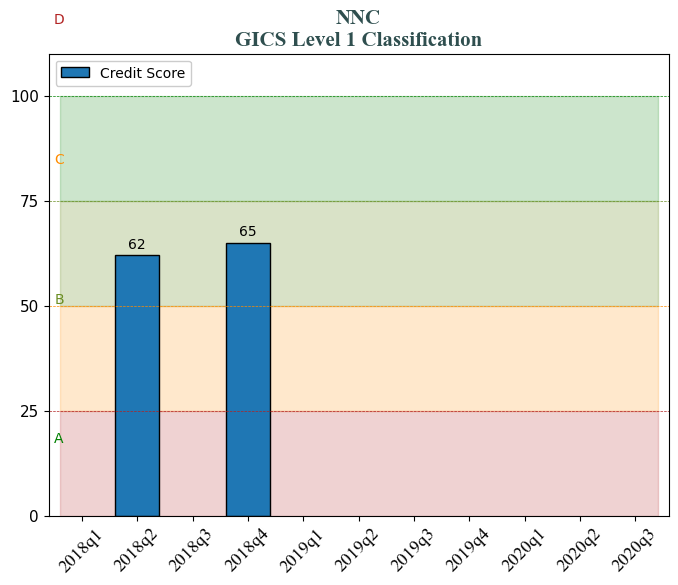 NNC
GICS Level 1 Classification
D
Credit Score
100
C
75
65
62
B
50
25
A
0
2018q1
2018q2
2018q3
2018q4
2019q1
2019q2
2019q3
2019q4
2020q1
2020q2
2020q3